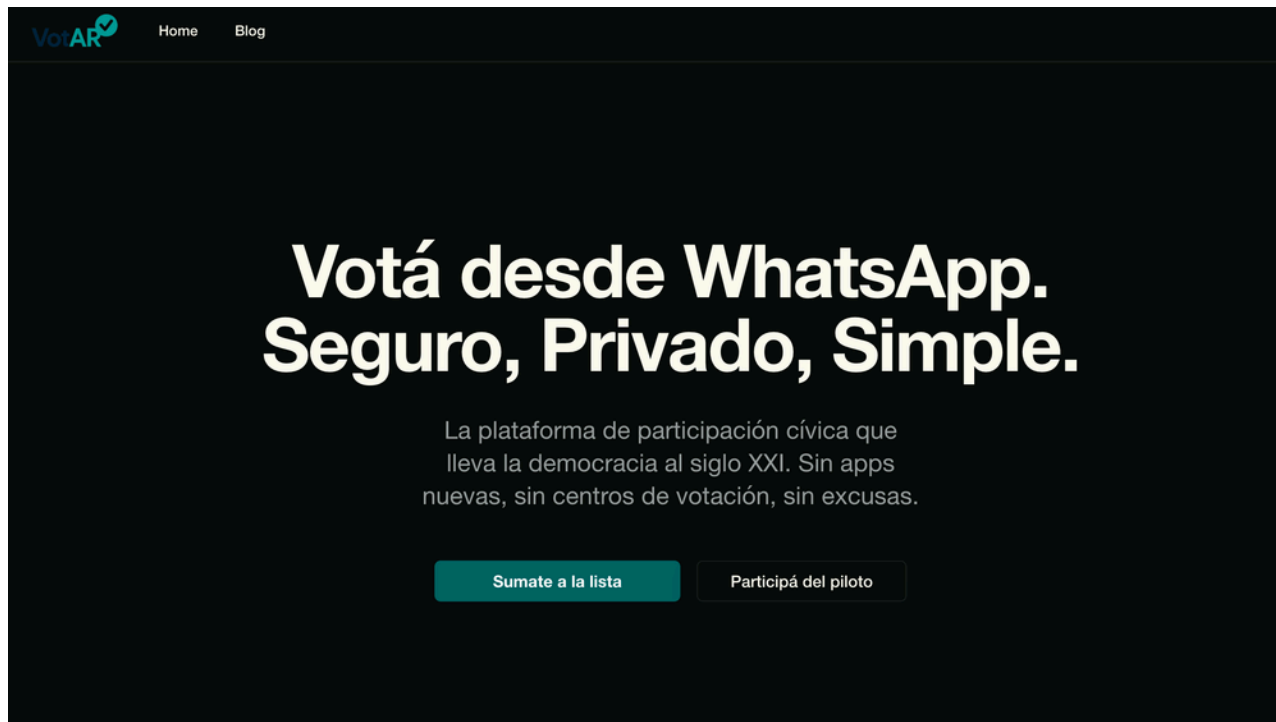 VotAR
Home
Blog
Votá desde WhatsApp.
Seguro, Privado, Simple.
La plataforma de participación cívica que
lleva la democracia al siglo XXI. Sin apps
nuevas, sin centros de votación, sin excusas.
Sumate a la lista
Participá del piloto